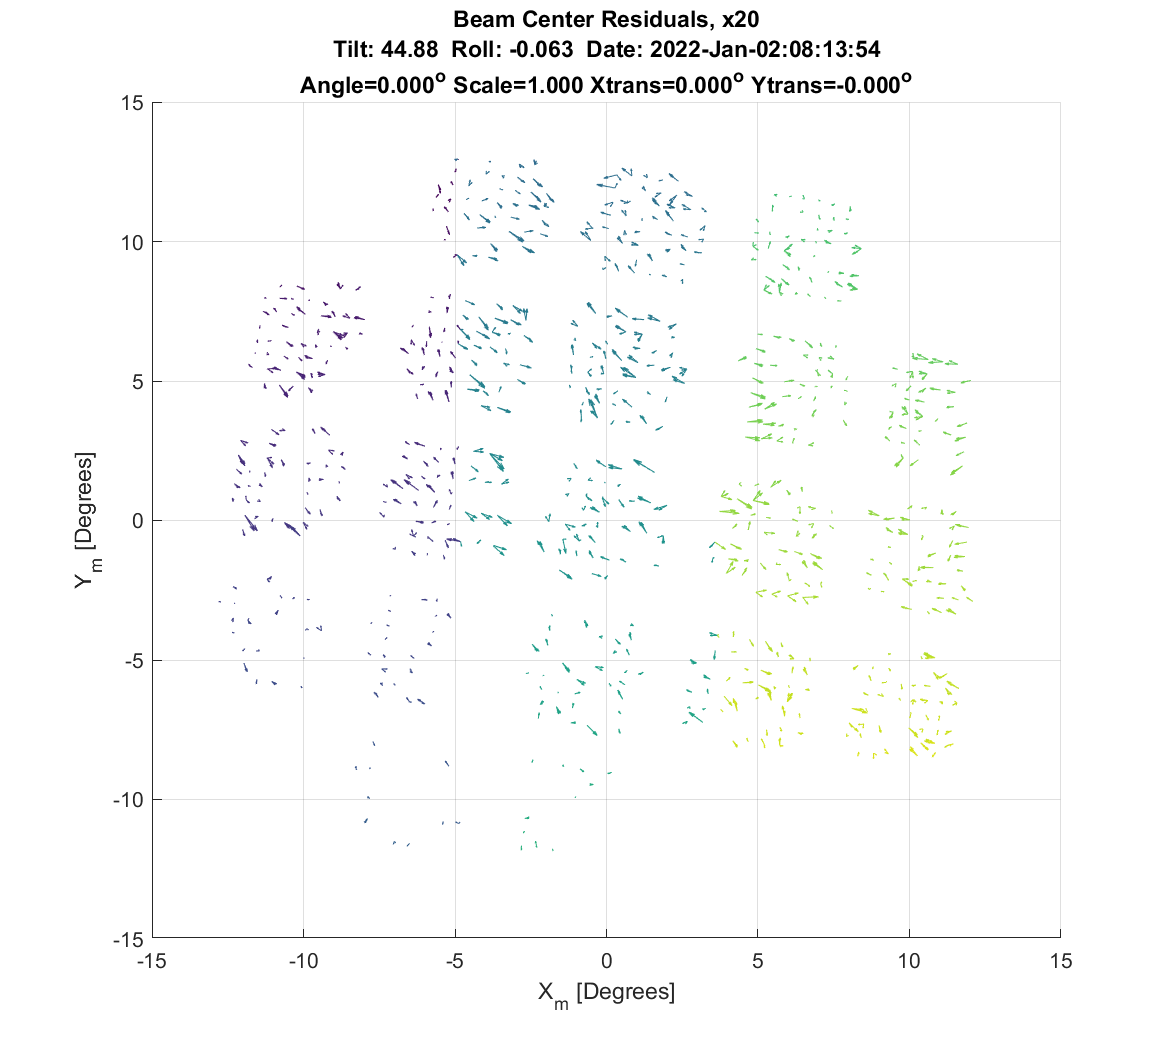 Beam Center Residuals, x20
Tilt: 44.88 Roll: -0.063 Date: 2022-Jan-02:08:13:54
Angle=0.000° Scale=1.000 Xtrans=0.000° Ytrans=-0.000°
15
10
5
0
-5
-10
-15
Y_m [Degrees]
-15 -10 -5 0 5 10 15
X_m [Degrees]